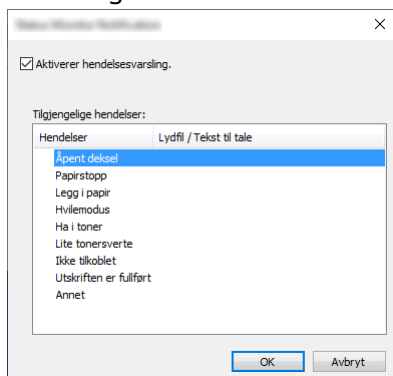 Aktiverer hendelsesvarsling.
Tilgjengelige hendelser:
Hendelser Lydfil / Tekst til tale
Åpent deksel
Papirstopp
Legg i papir
Hvilemodus
Ha i toner
Lite tonersverte
Ikke tilkoblet
Utskriften er fullført
Annet
OK Avbryt